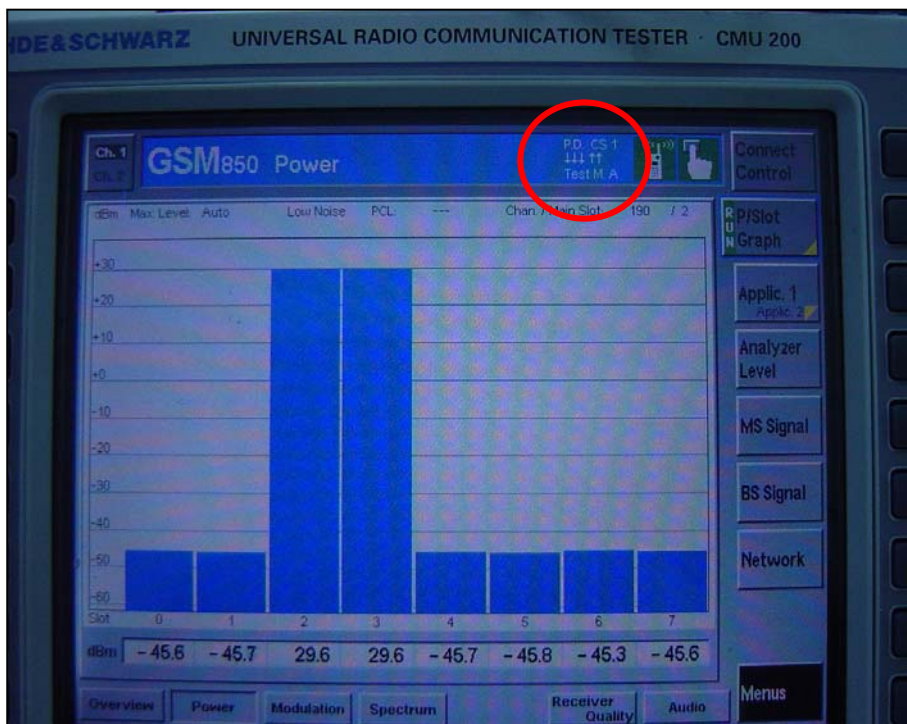 HDE&SCHWARZ UNIVERSAL RADIO COMMUNICATION TESTER · CMU 200
Ch. 1
Ch. 2
GSM850 Power
P.D. CS 1
↓↓↓ ↑↑
Test M. A
Connect
Control
dBm Max. Level: Auto Low Noise PCL: --- Chan. / Main Slot: 190 / 2
RUN
P/Slot
Graph
+30
+20
+10
+0
-10
-20
-30
-40
-50
-60
Applic. 1
Applic. 2
Analyzer
Level
MS Signal
BS Signal
Network
Slot 0 1 2 3 4 5 6 7
dBm -45.6 -45.7 29.6 29.6 -45.7 -45.8 -45.3 -45.6
Overview Power Modulation Spectrum Receiver Quality Audio
Menus